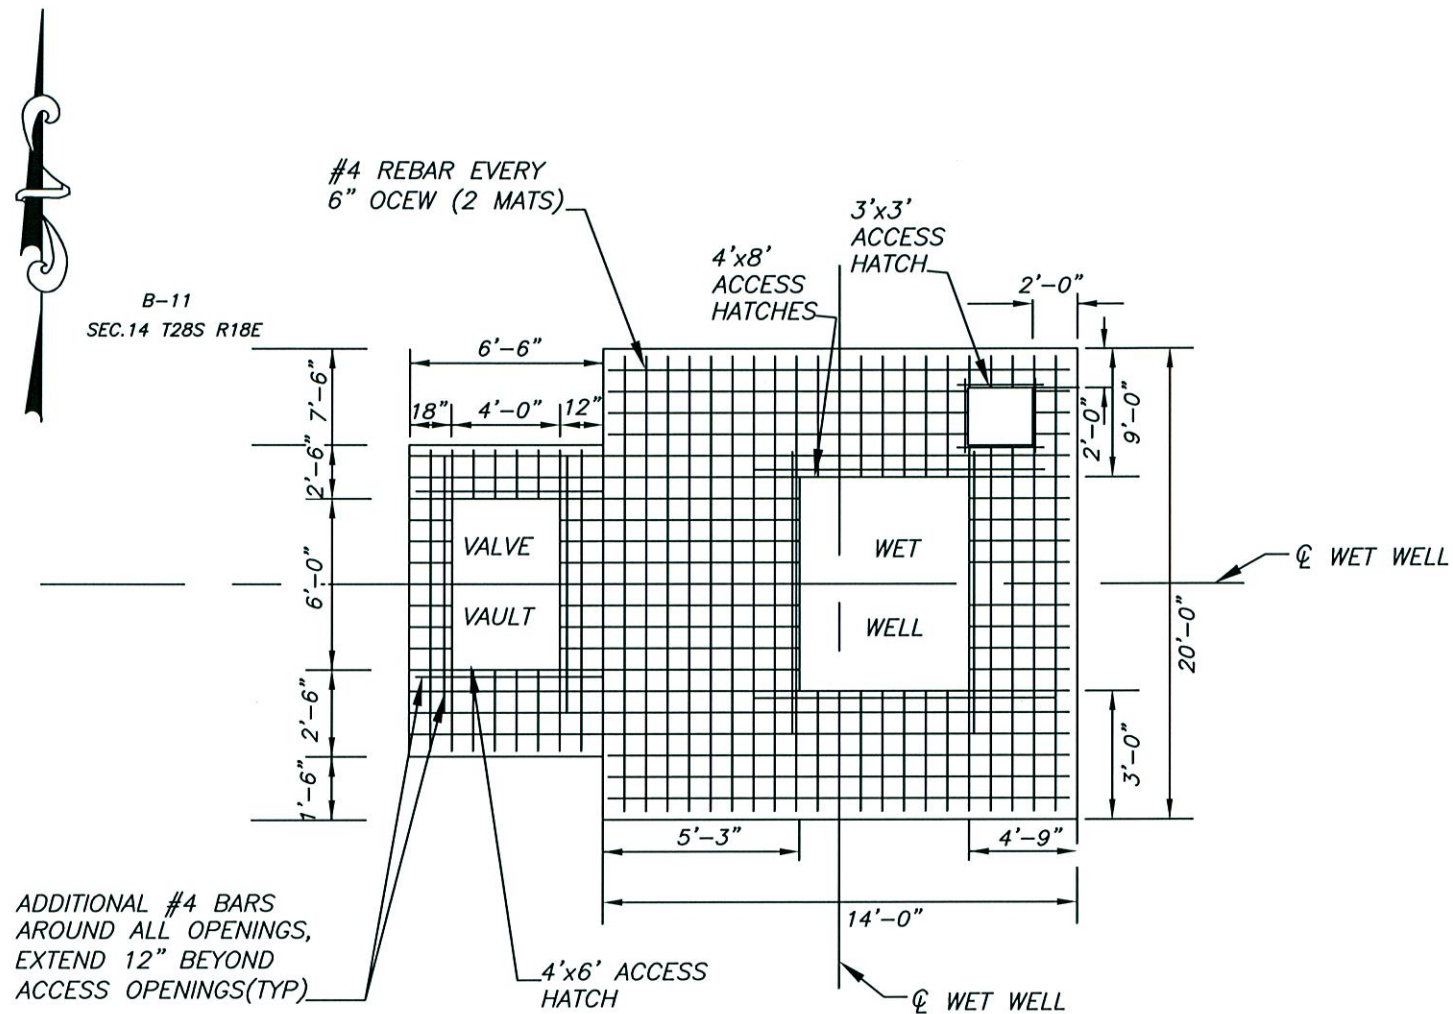 #4 REBAR EVERY
6" OCEW (2 MATS)
3'x3'
ACCESS
HATCH
4'x8'
ACCESS
HATCHES
2'-0"
B-11
SEC.14 T28S R18E
6'-6"
18"
4'-0"
12"
7'-6"
2'-6"
6'-0"
2'-6"
1'-6"
2'-0"
9'-0"
VALVE
VAULT
WET
WELL
℄ WET WELL
20'-0"
3'-0"
5'-3"
4'-9"
14'-0"
ADDITIONAL #4 BARS
AROUND ALL OPENINGS,
EXTEND 12" BEYOND
ACCESS OPENINGS(TYP)
4'x6' ACCESS
HATCH
℄ WET WELL